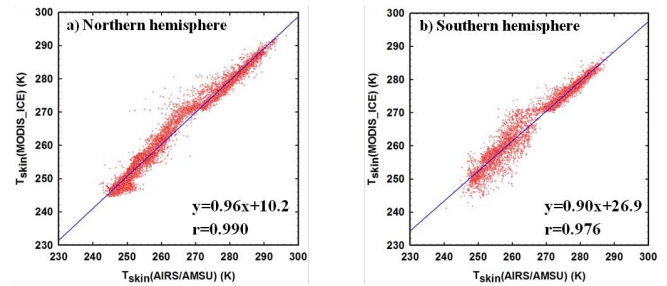 a) Northern hemisphere
300
290
280
270
260
250
240
230
Tskin(MODIS_ICE) (K)
y=0.96x+10.2
r=0.990
230 240 250 260 270 280 290 300
Tskin(AIRS/AMSU) (K)
b) Southern hemisphere
300
290
280
270
260
250
240
230
Tskin(MODIS_ICE) (K)
y=0.90x+26.9
r=0.976
230 240 250 260 270 280 290 300
Tskin(AIRS/AMSU) (K)